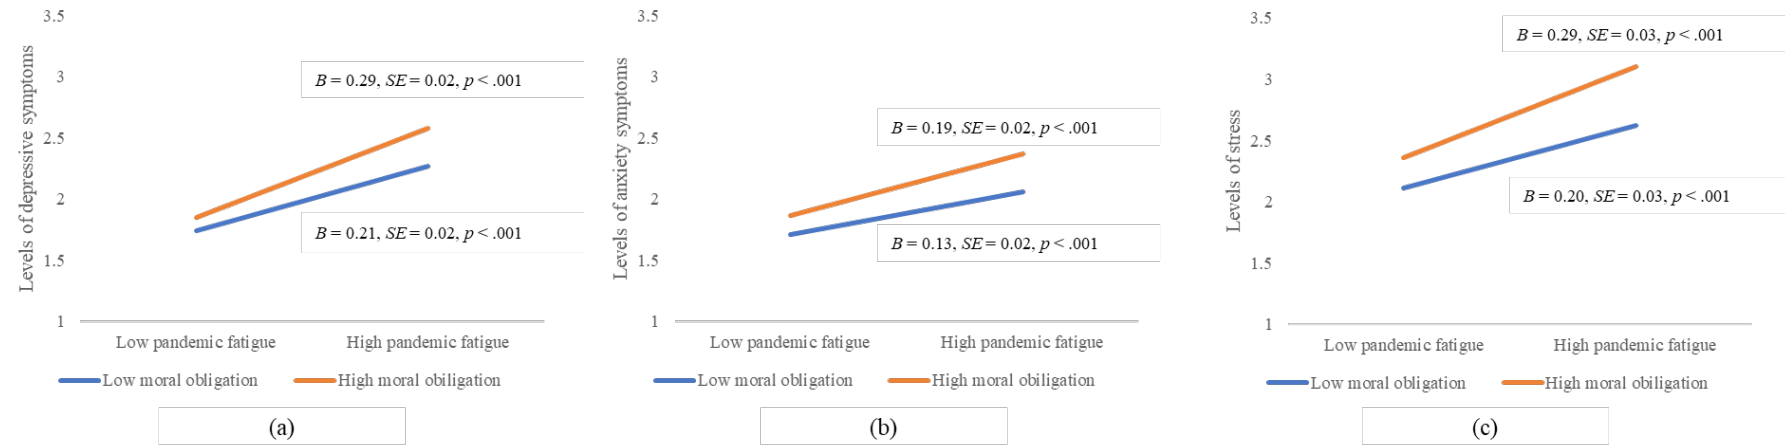 Levels of depressive symptoms
3.5
3
2.5
2
1.5
1
B = 0.29, SE = 0.02, p < .001
B = 0.21, SE = 0.02, p < .001
Low pandemic fatigue
High pandemic fatigue
Low moral obligation
High moral obiligation
(a)
Levels of anxiety symptoms
3.5
3
2.5
2
1.5
1
B = 0.19, SE = 0.02, p < .001
B = 0.13, SE = 0.02, p < .001
Low pandemic fatigue
High pandemic fatigue
Low moral obligation
High moral obligation
(b)
Levels of stress
3.5
3
2.5
2
1.5
1
B = 0.29, SE = 0.03, p < .001
B = 0.20, SE = 0.03, p < .001
Low pandemic fatigue
High pandemic fatigue
Low moral obligation
High moral obligation
(c)